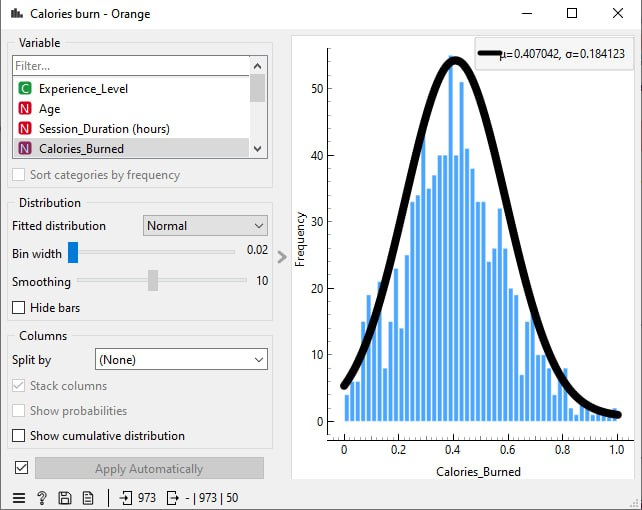 Calories burn - Orange
Variable
Filter...
C Experience_Level
N Age
N Session_Duration (hours)
N Calories_Burned
Sort categories by frequency
Distribution
Fitted distribution Normal
Bin width 0.02
Smoothing 10
Hide bars
Columns
Split by (None)
Stack columns
Show probabilities
Show cumulative distribution
Apply Automatically
? 973 - | 973 | 50
μ=0.407042, σ=0.184123
Frequency
50
40
30
20
10
0
0 0.2 0.4 0.6 0.8 1.0
Calories_Burned